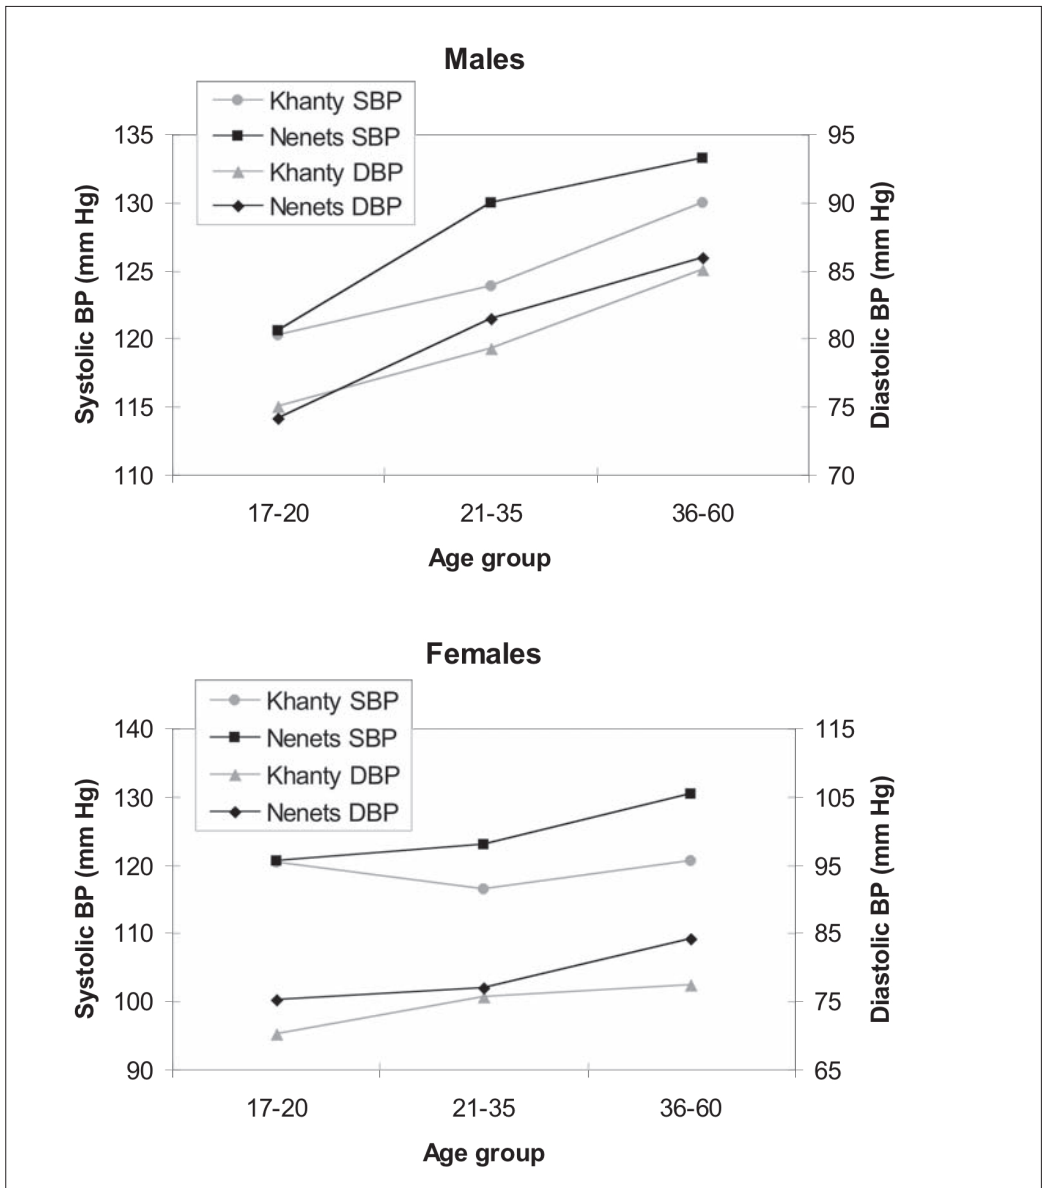 Males
Khanty SBP
Nenets SBP
Khanty DBP
Nenets DBP
135
130
125
120
115
110
Systolic BP (mm Hg)
95
90
85
80
75
70
Diastolic BP (mm Hg)
17-20 21-35 36-60
Age group
Females
Khanty SBP
Nenets SBP
Khanty DBP
Nenets DBP
140
130
120
110
100
90
Systolic BP (mm Hg)
115
105
95
85
75
65
Diastolic BP (mm Hg)
17-20 21-35 36-60
Age group